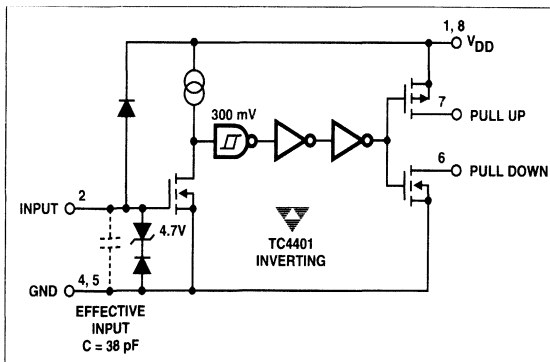 1, 8
VDD
300 mV
7
PULL UP
6
PULL DOWN
2
INPUT
4.7V
TC4401
INVERTING
4, 5
GND
EFFECTIVE
INPUT
C = 38 pF